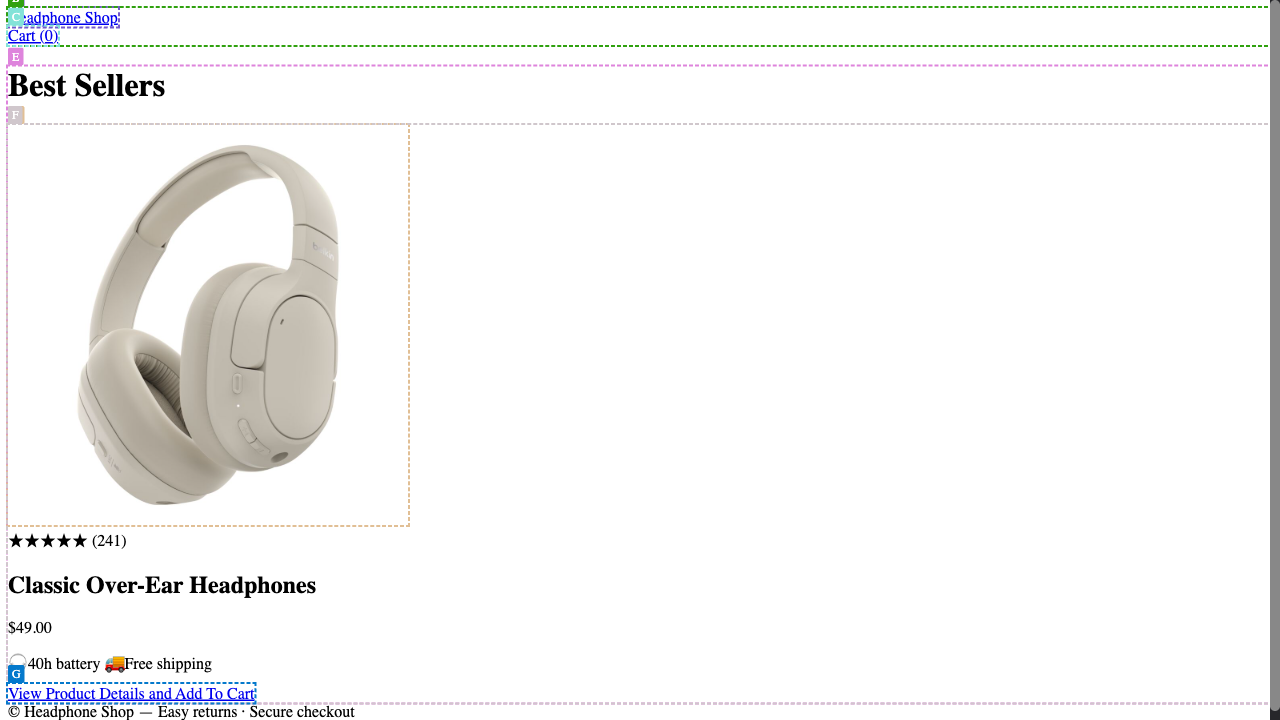 C
eadphone Shop
Cart (0)
E
Best Sellers
F
★★★★★ (241)
Classic Over-Ear Headphones
$49.00
40h battery 🚚Free shipping
G
View Product Details and Add To Cart
© Headphone Shop — Easy returns · Secure checkout